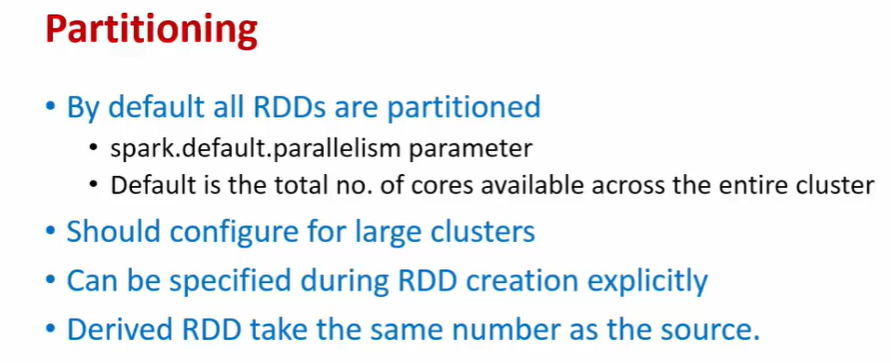 Partitioning
• By default all RDDs are partitioned
• spark.default.parallelism parameter
• Default is the total no. of cores available across the entire cluster
• Should configure for large clusters
• Can be specified during RDD creation explicitly
• Derived RDD take the same number as the source.